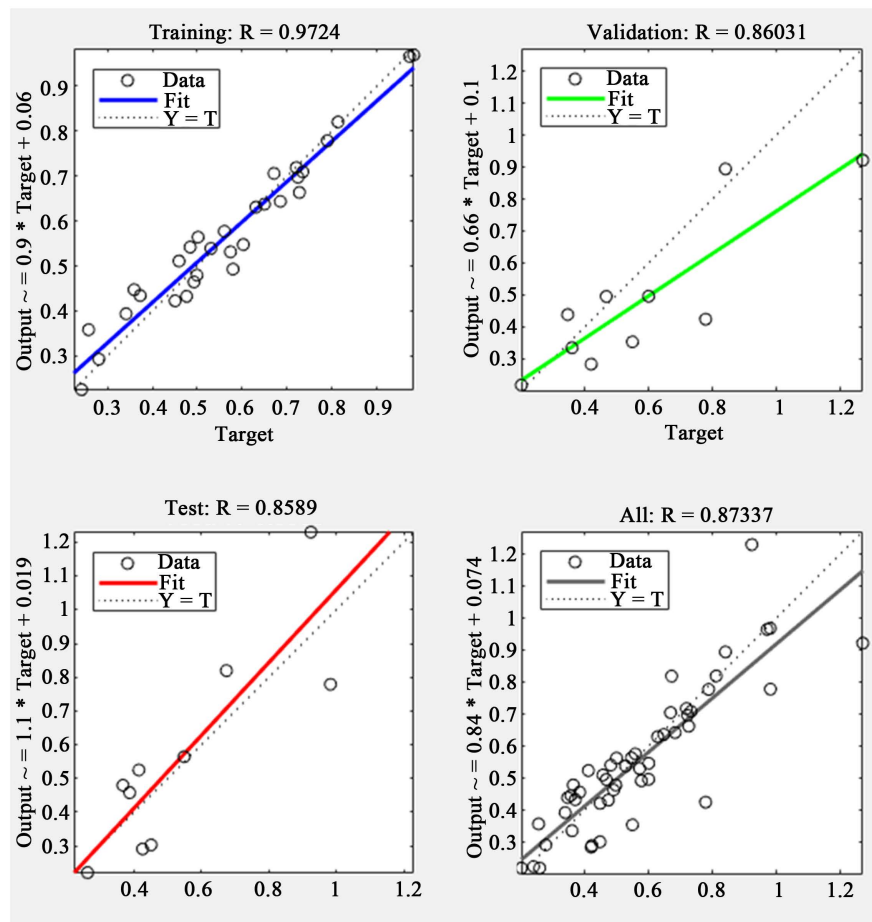 Training: R = 0.9724
Output ~ = 0.9 * Target + 0.06
0.9
0.8
0.7
0.6
0.5
0.4
0.3
Data
Fit
Y = T
0.3 0.4 0.5 0.6 0.7 0.8 0.9
Target
Validation: R = 0.86031
Output ~ = 0.66 * Target + 0.1
1.2
1.1
1
0.9
0.8
0.7
0.6
0.5
0.4
0.3
Data
Fit
Y = T
0.4 0.6 0.8 1 1.2
Target
Test: R = 0.8589
Output ~ = 1.1 * Target + 0.019
1.2
1.1
1
0.9
0.8
0.7
0.6
0.5
0.4
0.3
Data
Fit
Y = T
0.4 0.6 0.8 1 1.2
All: R = 0.87337
Output ~ = 0.84 * Target + 0.074
1.2
1.1
1
0.9
0.8
0.7
0.6
0.5
0.4
0.3
Data
Fit
Y = T
0.4 0.6 0.8 1 1.2